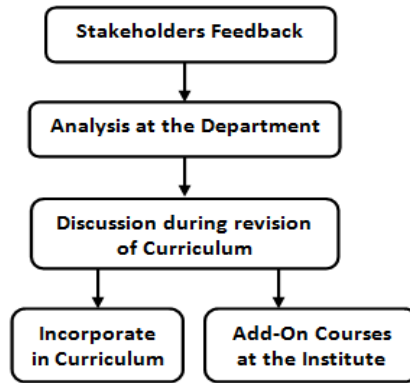 Stakeholders Feedback
Analysis at the Department
Discussion during revision
of Curriculum
Incorporate
in Curriculum
Add-On Courses
at the Institute